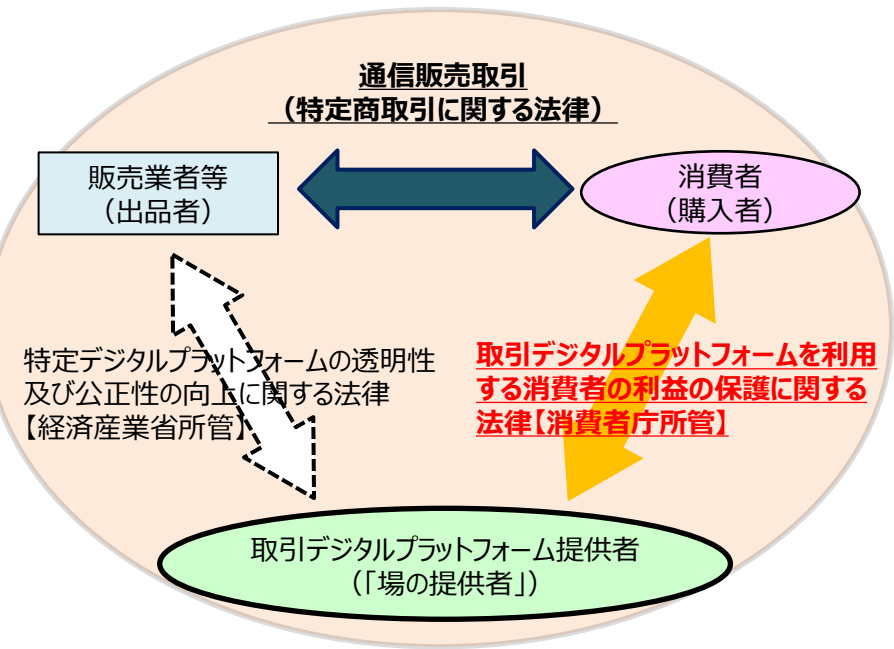 通信販売取引
（特定商取引に関する法律）
販売業者等
（出品者）
消費者
（購入者）
特定デジタルプラットフォームの透明性
及び公正性の向上に関する法律
【経済産業省所管】
取引デジタルプラットフォームを利用
する消費者の利益の保護に関する
法律【消費者庁所管】
取引デジタルプラットフォーム提供者
（「場の提供者」）